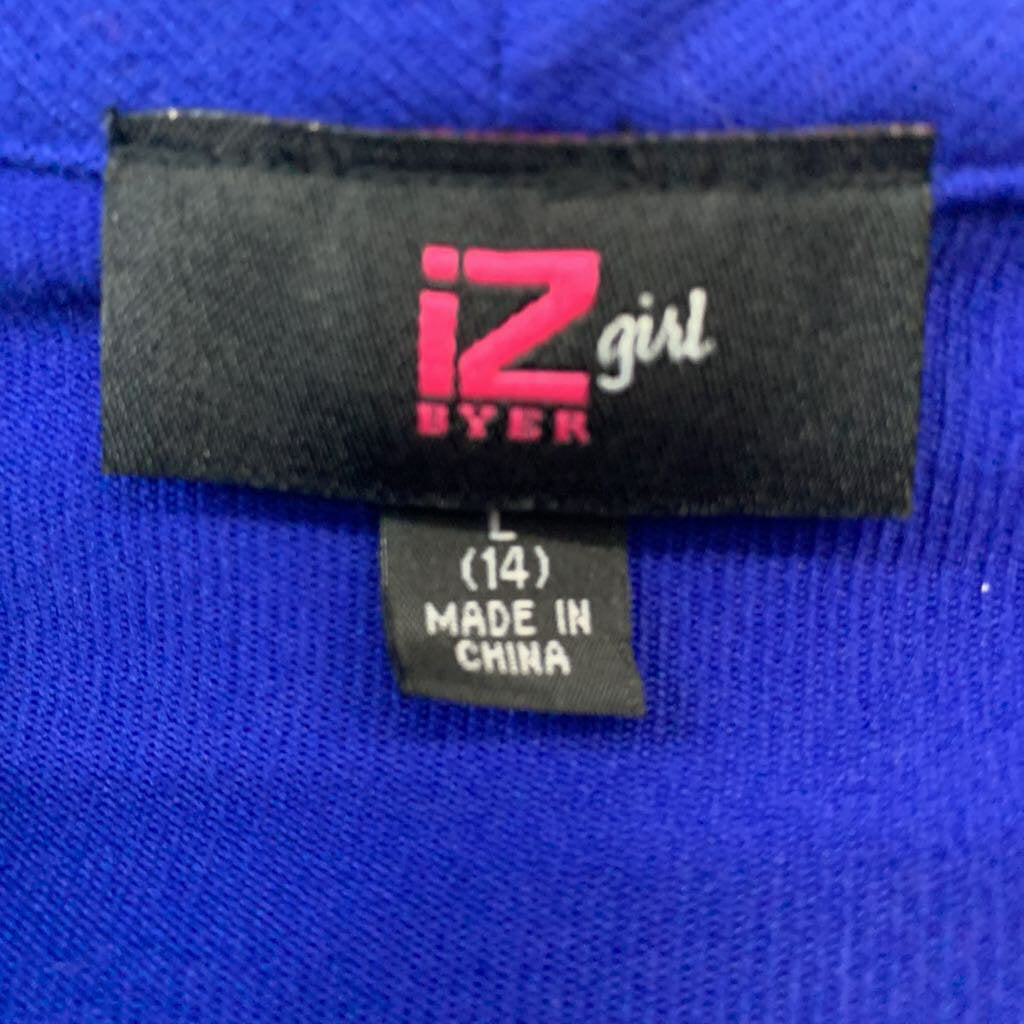 iZ girl
BYER
L
(14)
MADE IN
CHINA